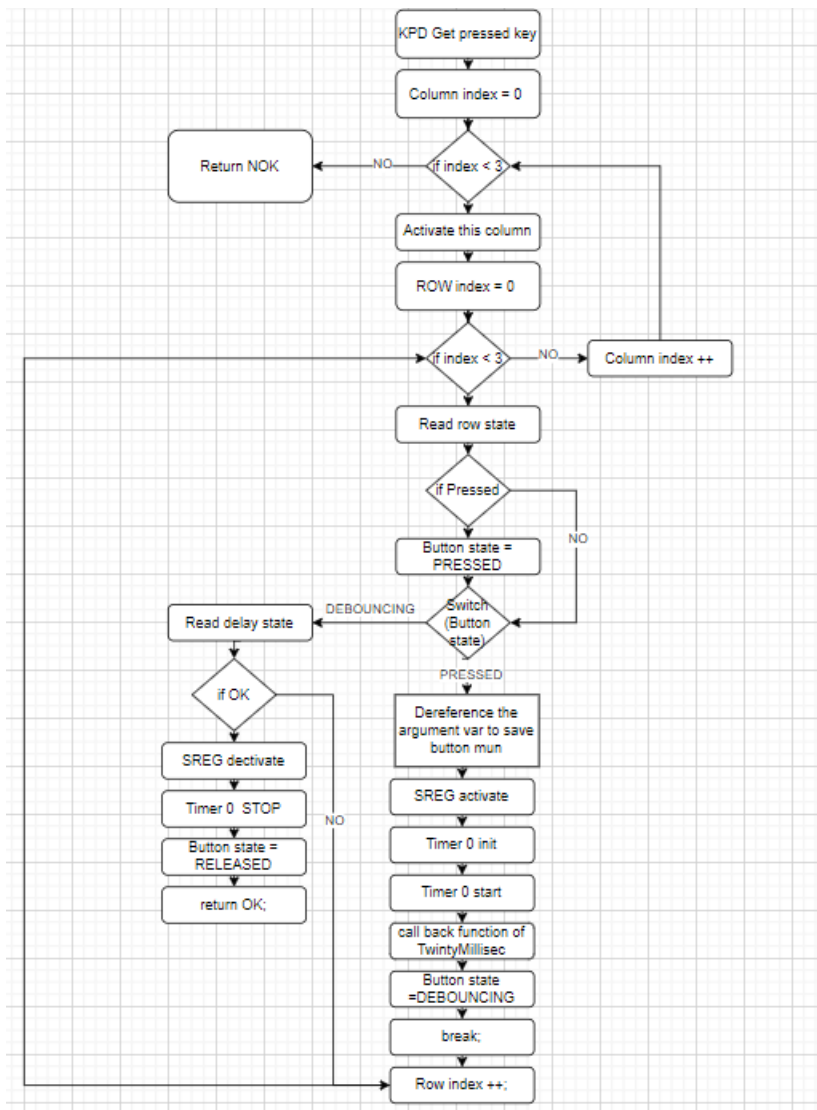 KPD Get pressed key
Column index = 0
if index < 3
NO
Return NOK
Activate this column
ROW index = 0
if index < 3
NO
Column index ++
Read row state
if Pressed
NO
Button state =
PRESSED
Switch
(Button
state)
DEBOUNCING
Read delay state
if OK
NO
SREG dectivate
Timer 0 STOP
Button state =
RELEASED
return OK;
PRESSED
Dereference the
argument var to save
button mun
SREG activate
Timer 0 init
Timer 0 start
call back function of
TwintyMillisec
Button state
=DEBOUNCING
break;
Row index ++;